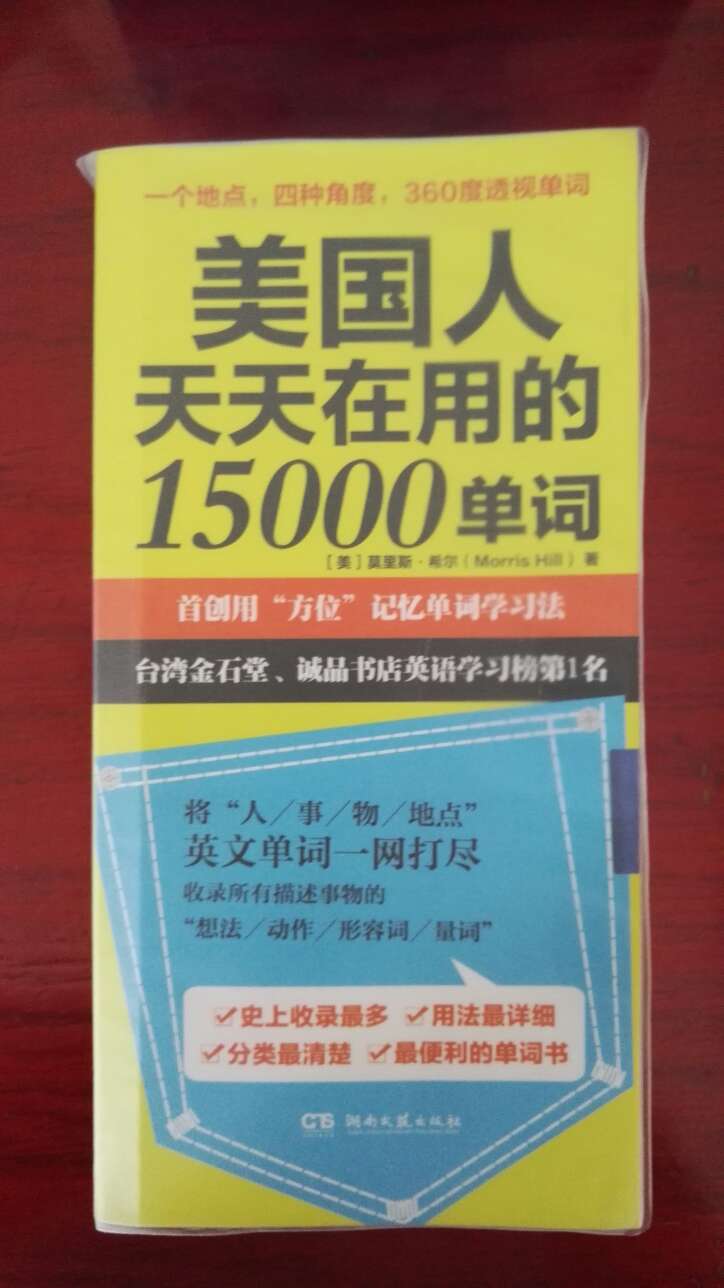 一个地点，四种角度，360度透视单词
美国人
天天在用的
15000单词
［美］莫里斯·希尔（Morris Hill）著
首创用“方位”记忆单词学习法
台湾金石堂、诚品书店英语学习榜第1名
将“人／事／物／地点”
英文单词一网打尽
收录所有描述事物的
“想法／动作／形容词／量词”
史上收录最多 用法最详细
分类最清楚 最便利的单词书
CTS 湖南文艺出版社